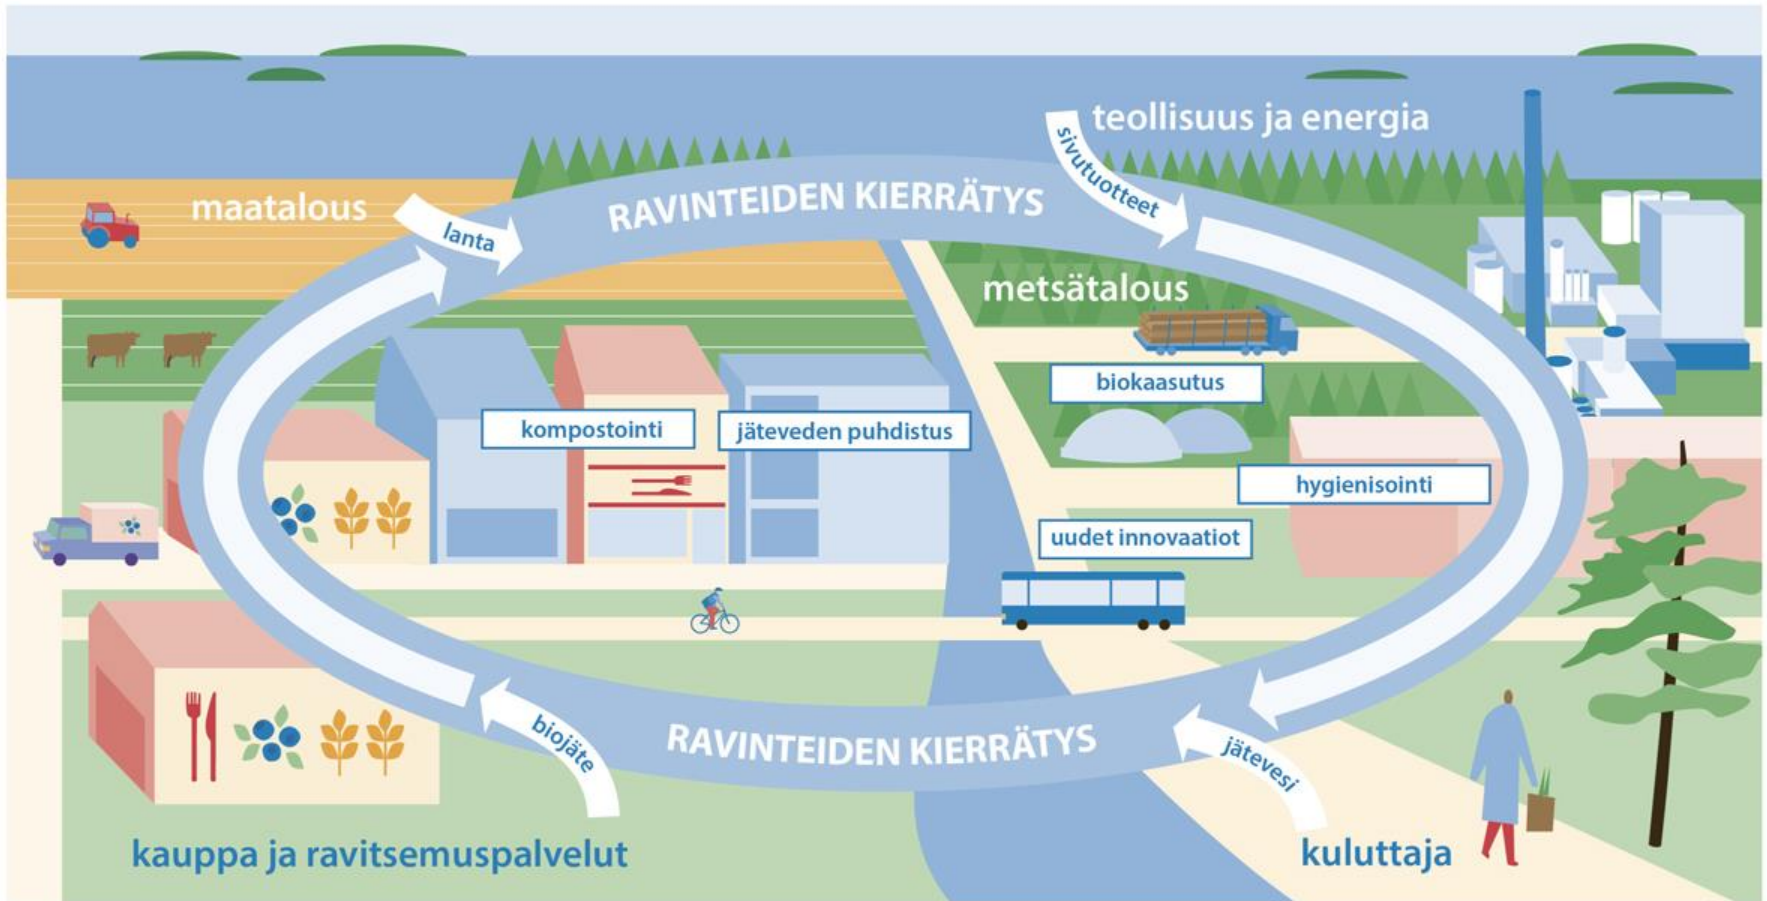 teollisuus ja energia
sivutuotteet
maatalous
lanta
RAVINTEIDEN KIERRÄTYS
metsätalous
biokaasutus
kompostointi
jäteveden puhdistus
hygienisointi
uudet innovaatiot
biojäte
RAVINTEIDEN KIERRÄTYS
jätevesi
kauppa ja ravitsemuspalvelut
kuluttaja